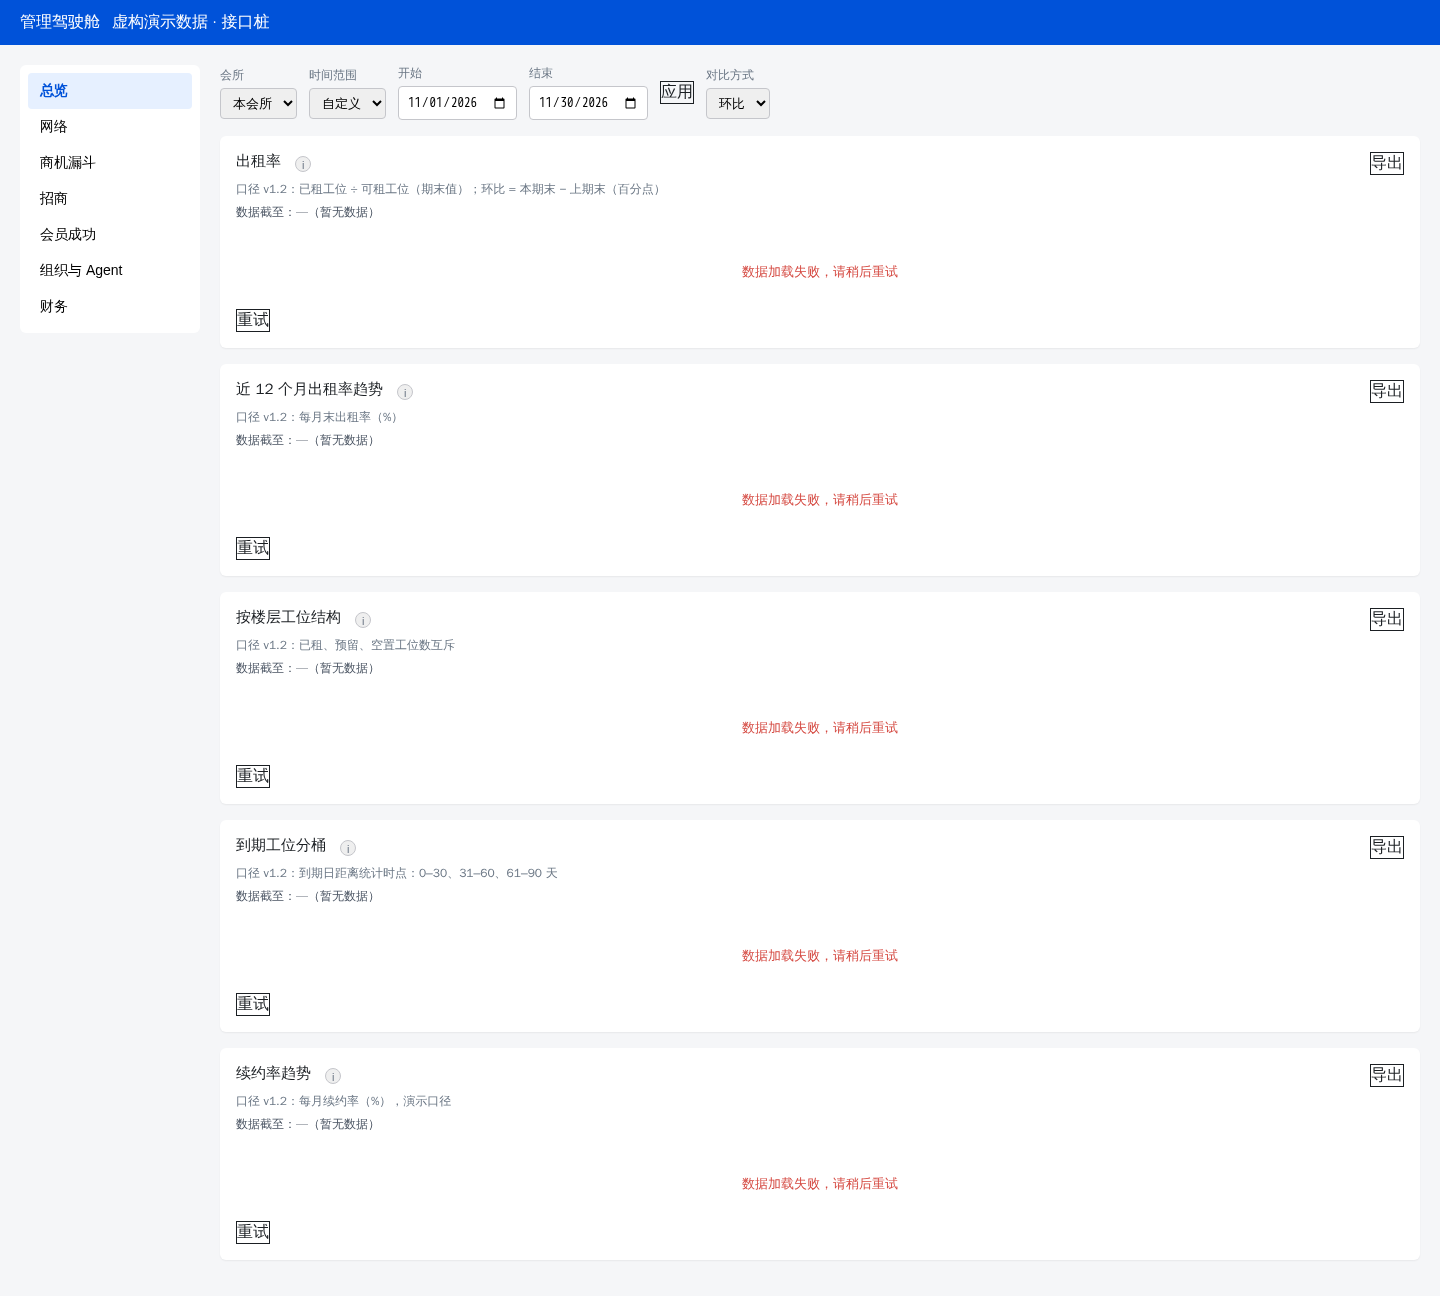 管理驾驶舱 虚构演示数据 · 接口桩
总览
网络
商机漏斗
招商
会员成功
组织与 Agent
财务
会所 时间范围 开始 结束 对比方式
本会所 自定义 11/01/2026 11/30/2026 应用 环比
出租率 i 导出
口径 v1.2：已租工位 ÷ 可租工位（期末值）；环比 = 本期末 − 上期末（百分点）
数据截至：—（暂无数据）
数据加载失败，请稍后重试
重试
近 12 个月出租率趋势 i 导出
口径 v1.2：每月末出租率（%）
数据截至：—（暂无数据）
数据加载失败，请稍后重试
重试
按楼层工位结构 i 导出
口径 v1.2：已租、预留、空置工位数互斥
数据截至：—（暂无数据）
数据加载失败，请稍后重试
重试
到期工位分桶 i 导出
口径 v1.2：到期日距离统计时点：0–30、31–60、61–90 天
数据截至：—（暂无数据）
数据加载失败，请稍后重试
重试
续约率趋势 i 导出
口径 v1.2：每月续约率（%），演示口径
数据截至：—（暂无数据）
数据加载失败，请稍后重试
重试